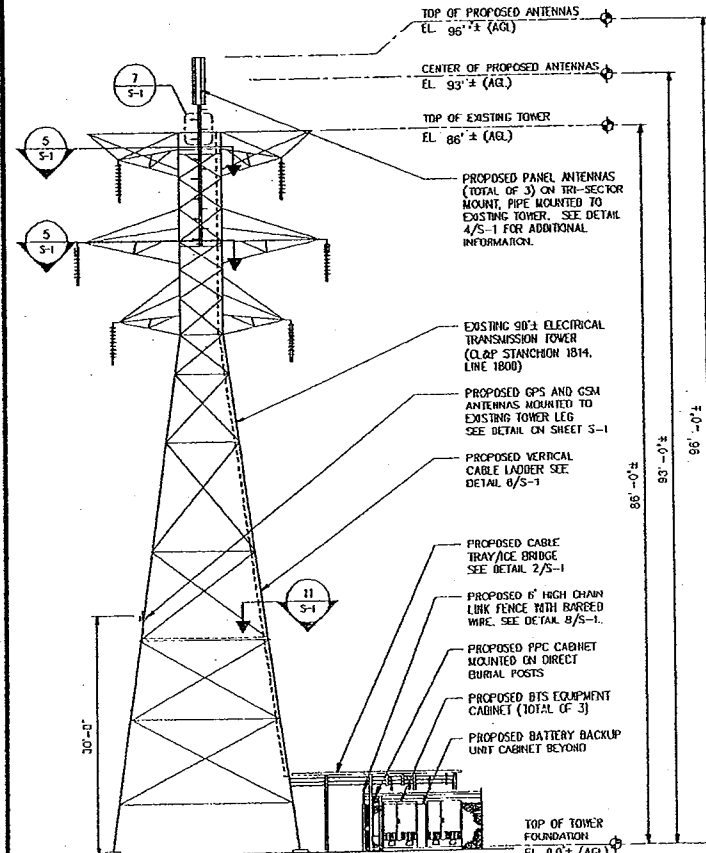 TOP OF PROPOSED ANTENNAS
EL. 96'± (AGL)
CENTER OF PROPOSED ANTENNAS
EL. 93'± (AGL)
TOP OF EXISTING TOWER
EL. 86'± (AGL)
7
S-1
5
S-1
5
S-1
PROPOSED PANEL ANTENNAS
(TOTAL OF 3) ON TRI-SECTOR
MOUNT, PIPE MOUNTED TO
EXISTING TOWER. SEE DETAIL
4/S-1 FOR ADDITIONAL
INFORMATION.
EXISTING 90'± ELECTRICAL
TRANSMISSION TOWER
(CL&P STANCHION 1814,
LINE 1800)
PROPOSED GPS AND GSM
ANTENNAS MOUNTED TO
EXISTING TOWER LEG
SEE DETAIL ON SHEET S-1
PROPOSED VERTICAL
CABLE LADDER SEE
DETAIL 6/S-1
PROPOSED CABLE
TRAY/ICE BRIDGE
SEE DETAIL 2/S-1
11
S-1
PROPOSED 6' HIGH CHAIN
LINK FENCE WITH BARBED
WIRE. SEE DETAIL 8/S-1.
PROPOSED PPC CABINET
MOUNTED ON DIRECT
BURIAL POSTS
PROPOSED BTS EQUIPMENT
CABINET (TOTAL OF 3)
PROPOSED BATTERY BACKUP
UNIT CABINET BEYOND
TOP OF TOWER
FOUNDATION
EL. 0.0'± (AGL)
30'-0"
86'-0"±
93'-0"±
96'-0"±